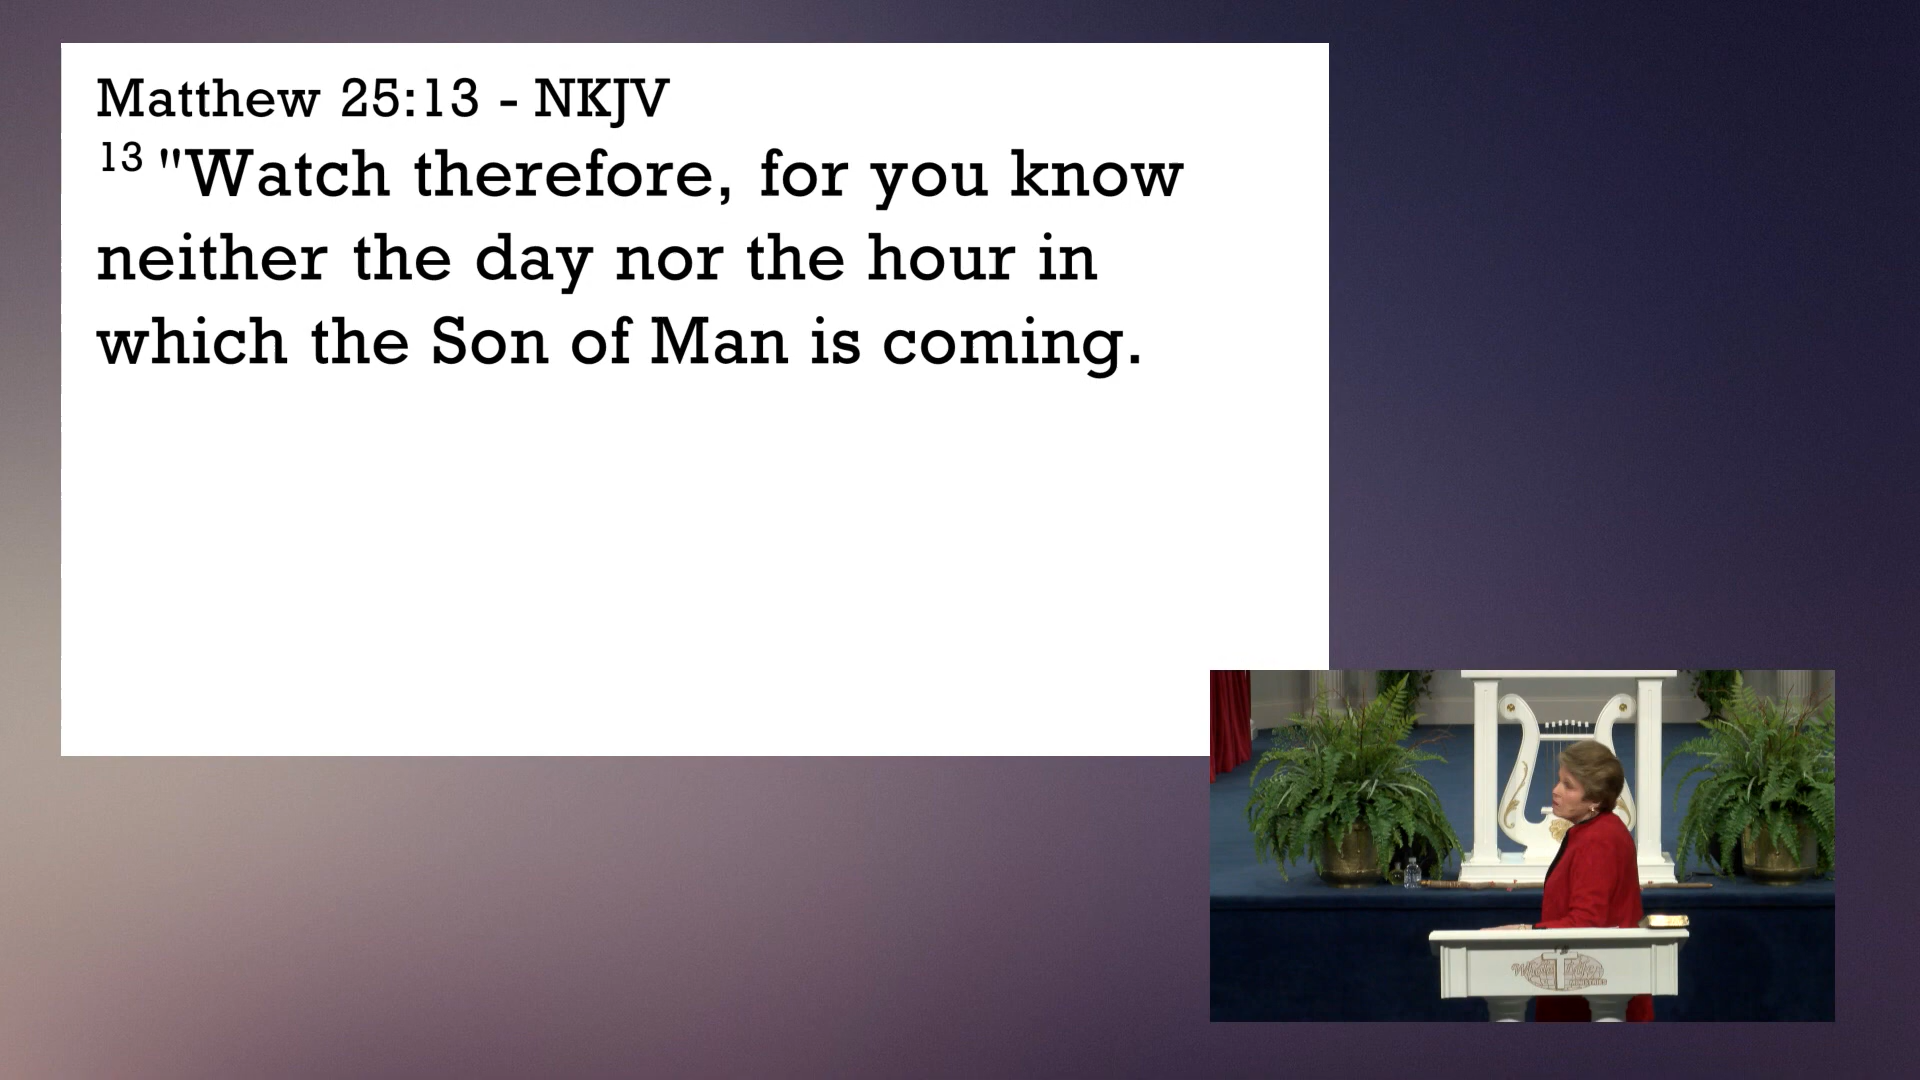 Matthew 25:13 - NKJV
13 "Watch therefore, for you know
neither the day nor the hour in
which the Son of Man is coming.
MINISTRIES